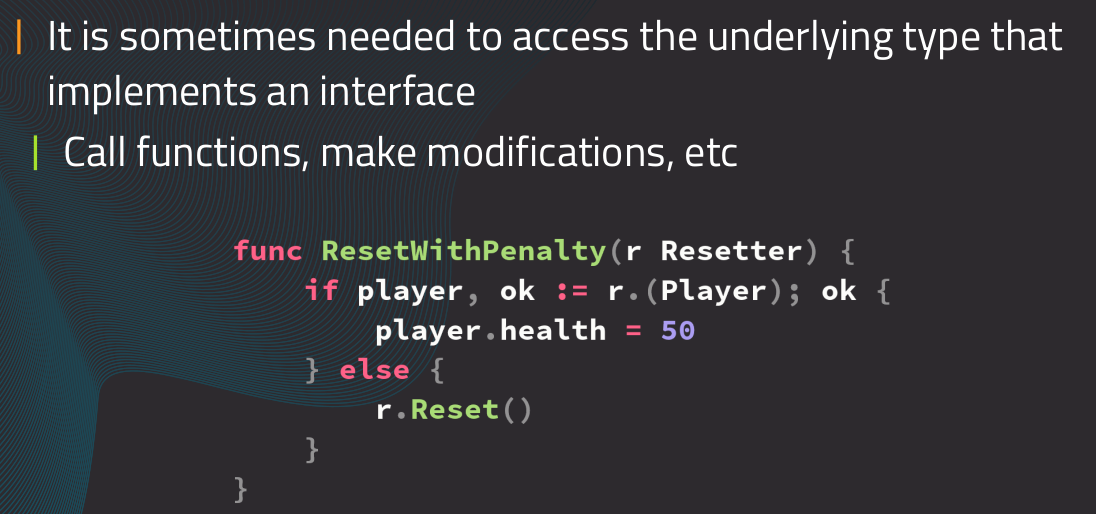 It is sometimes needed to access the underlying type that
implements an interface
Call functions, make modifications, etc
func ResetWithPenalty(r Resetter) {
    if player, ok := r.(Player); ok {
        player.health = 50
    } else {
        r.Reset()
    }
}